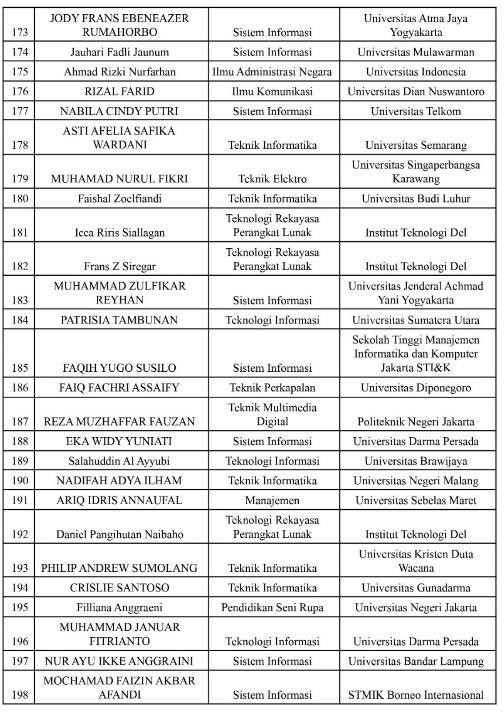 173 JODY FRANS EBENEAZER RUMAHORBO Sistem Informasi Universitas Atma Jaya Yogyakarta
174 Jauhari Fadli Jaunum Sistem Informasi Universitas Mulawarman
175 Ahmad Rizki Nurfarhan Ilmu Administrasi Negara Universitas Indonesia
176 RIZAL FARID Ilmu Komunikasi Universitas Dian Nuswantoro
177 NABILA CINDY PUTRI Sistem Informasi Universitas Telkom
178 ASTI AFELIA SAFIKA WARDANI Teknik Informatika Universitas Semarang
179 MUHAMAD NURUL FIKRI Teknik Elektro Universitas Singaperbangsa Karawang
180 Faishal Zoelfiandi Teknik Informatika Universitas Budi Luhur
181 Icca Riris Siallagan Teknologi Rekayasa Perangkat Lunak Institut Teknologi Del
182 Frans Z Siregar Teknologi Rekayasa Perangkat Lunak Institut Teknologi Del
183 MUHAMMAD ZULFIKAR REYHAN Sistem Informasi Universitas Jenderal Achmad Yani Yogyakarta
184 PATRISIA TAMBUNAN Teknologi Informasi Universitas Sumatera Utara
185 FAQIH YUGO SUSILO Sistem Informasi Sekolah Tinggi Manajemen Informatika dan Komputer Jakarta STI&K
186 FAIQ FACHRI ASSAIFY Teknik Perkapalan Universitas Diponegoro
187 REZA MUZHAFFAR FAUZAN Teknik Multimedia Digital Politeknik Negeri Jakarta
188 EKA WIDY YUNIATI Sistem Informasi Universitas Darma Persada
189 Salahuddin Al Ayyubi Teknologi Informasi Universitas Brawijaya
190 NADIFAH ADYA ILHAM Teknik Informatika Universitas Negeri Malang
191 ARIQ IDRIS ANNAUFAL Manajemen Universitas Sebelas Maret
192 Daniel Pangihutan Naibaho Teknologi Rekayasa Perangkat Lunak Institut Teknologi Del
193 PHILIP ANDREW SUMOLANG Teknik Informatika Universitas Kristen Duta Wacana
194 CRISLIE SANTOSO Teknik Informatika Universitas Gunadarma
195 Filliana Anggraeni Pendidikan Seni Rupa Universitas Negeri Jakarta
196 MUHAMMAD JANUAR FITRIANTO Teknologi Informasi Universitas Darma Persada
197 NUR AYU IKKE ANGGRAINI Sistem Informasi Universitas Bandar Lampung
198 MOCHAMAD FAIZIN AKBAR AFANDI Sistem Informasi STMIK Borneo Internasional